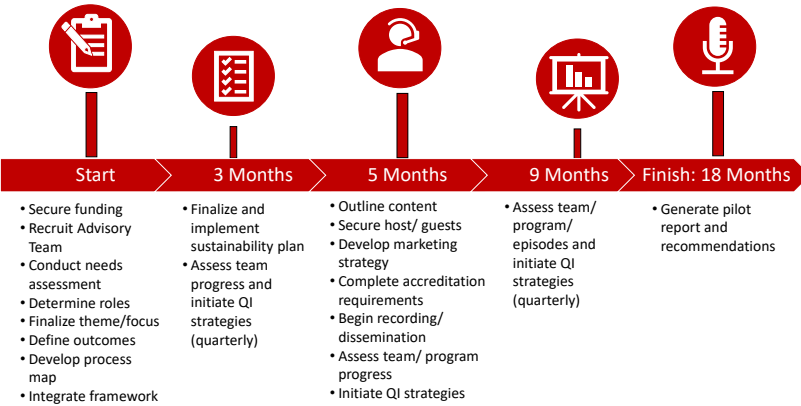 Start
3 Months
5 Months
9 Months
Finish: 18 Months
• Secure funding
• Recruit Advisory
Team
• Conduct needs
assessment
• Determine roles
• Finalize theme/focus
• Define outcomes
• Develop process
map
• Integrate framework
• Finalize and
implement
sustainability plan
• Assess team
progress and
initiate QI
strategies
(quarterly)
• Outline content
• Secure host/ guests
• Develop marketing
strategy
• Complete accreditation
requirements
• Begin recording/
dissemination
• Assess team/ program
progress
• Initiate QI strategies
• Assess team/
program/
episodes and
initiate QI
strategies
(quarterly)
• Generate pilot
report and
recommendations